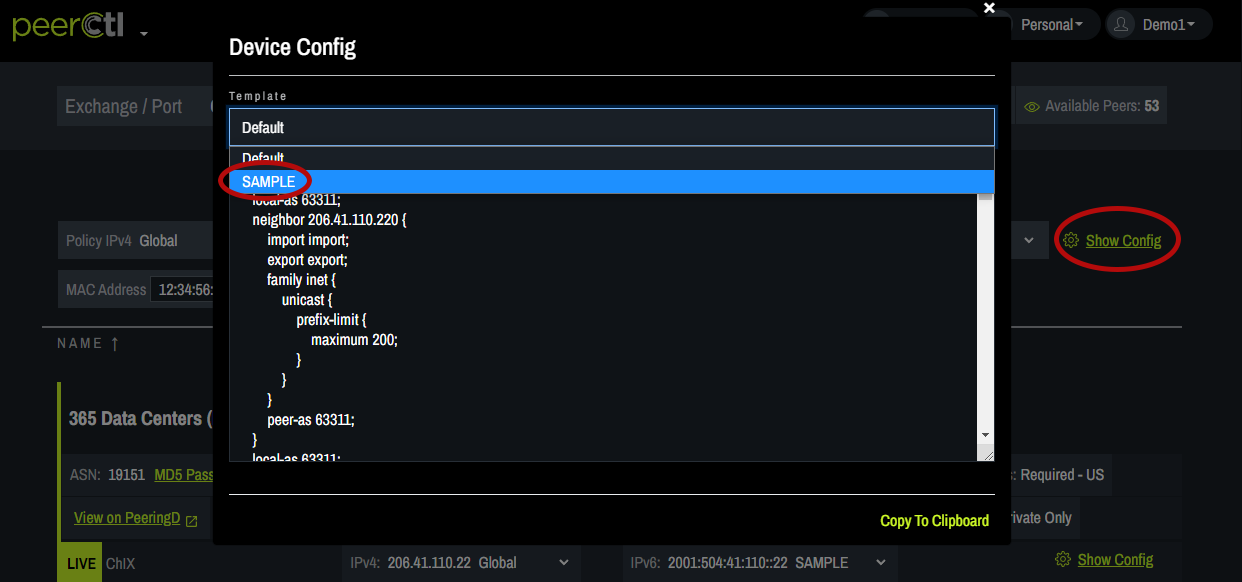 peerCtl
×
Personal
Demo1
Device Config
Template
Exchange / Port
Default
Available Peers: 53
Default
SAMPLE
local-as 63311;
neighbor 206.41.110.220 {
import import;
export export;
family inet {
unicast {
prefix-limit {
maximum 200;
}
}
}
peer-as 63311;
}
local-as 63311;
Policy IPv4 Global
Show Config
MAC Address 12:34:56:
NAME ↑
365 Data Centers (
ASN: 19151 MD5 Pass
: Required - US
View on PeeringD
rivate Only
Copy To Clipboard
LIVE ChIX
IPv4: 206.41.110.22 Global
IPv6: 2001:504:41:110::22 SAMPLE
Show Config